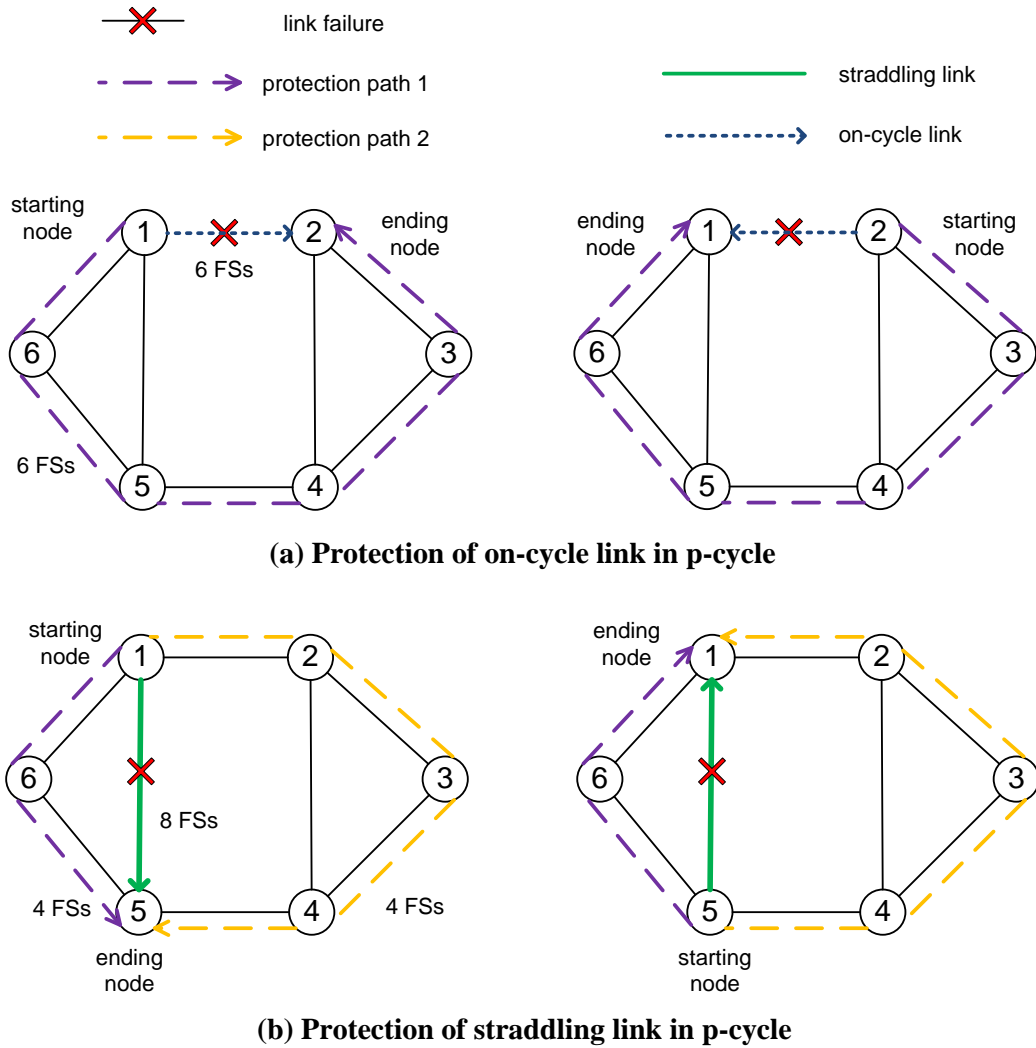 link failure
protection path 1
straddling link
protection path 2
on-cycle link
starting
node
1
2
ending
node
6 FSs
6
3
6 FSs
5
4
ending
node
1
2
starting
node
6
3
5
4
(a) Protection of on-cycle link in p-cycle
starting
node
1
2
6
3
8 FSs
4 FSs
5
4
4 FSs
ending
node
ending
node
1
2
6
3
5
4
starting
node
(b) Protection of straddling link in p-cycle